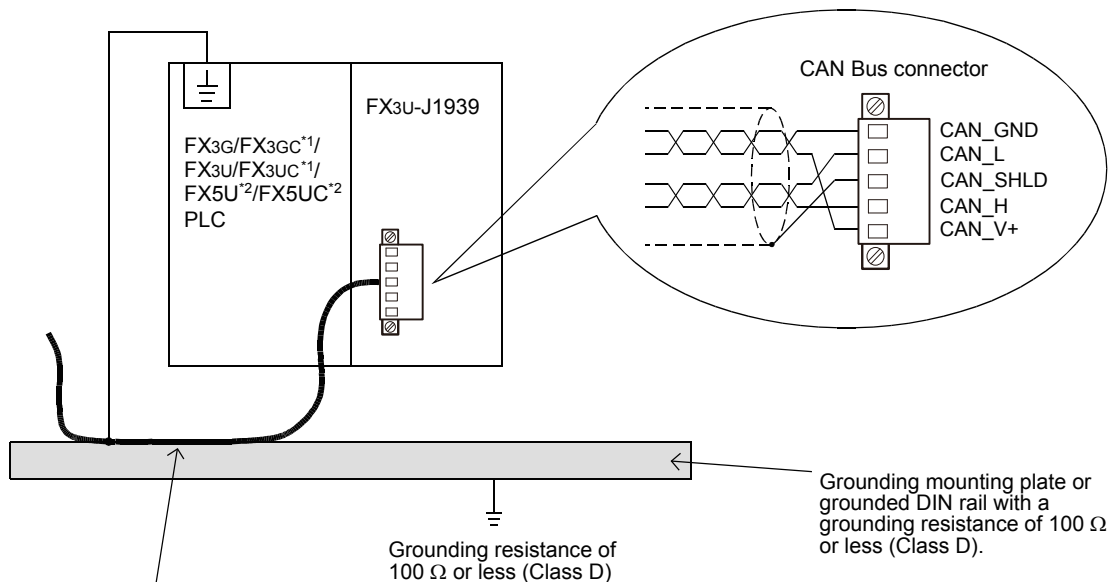 CAN Bus connector
FX3U-J1939
CAN_GND
CAN_L
CAN_SHLD
CAN_H
CAN_V+
FX3G/FX3GC*1/
FX3U/FX3UC*1/
FX5U*2/FX5UC*2
PLC
Grounding mounting plate or
grounded DIN rail with a
grounding resistance of 100 Ω
or less (Class D).
Grounding resistance of
100 Ω or less (Class D)